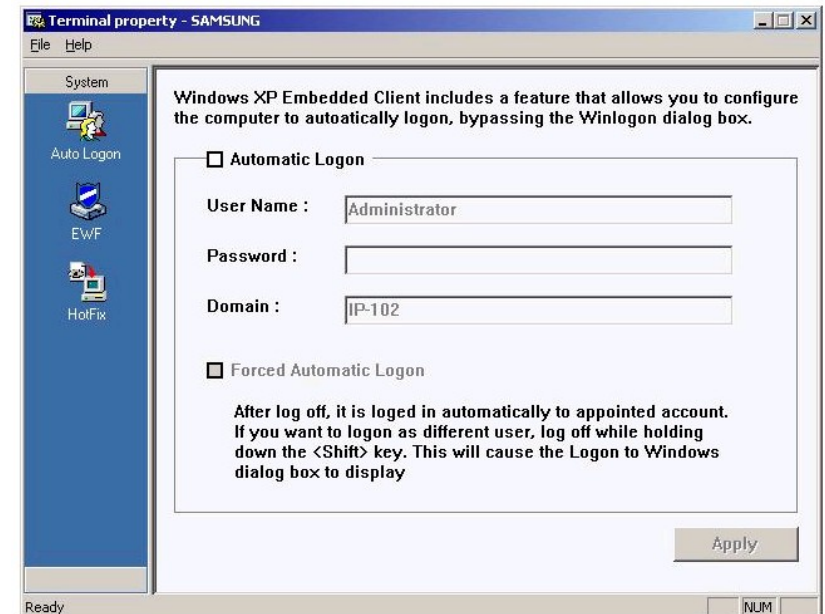 Terminal property - SAMSUNG
File Help
System
Auto Logon
EWF
HotFix
Windows XP Embedded Client includes a feature that allows you to configure
the computer to autoatically logon, bypassing the Winlogon dialog box.
Automatic Logon
User Name :
Administrator
Password :
Domain :
IP-102
Forced Automatic Logon
After log off, it is loged in automatically to appointed account.
If you want to logon as different user, log off while holding
down the <Shift> key. This will cause the Logon to Windows
dialog box to display
Apply
Ready
NUM